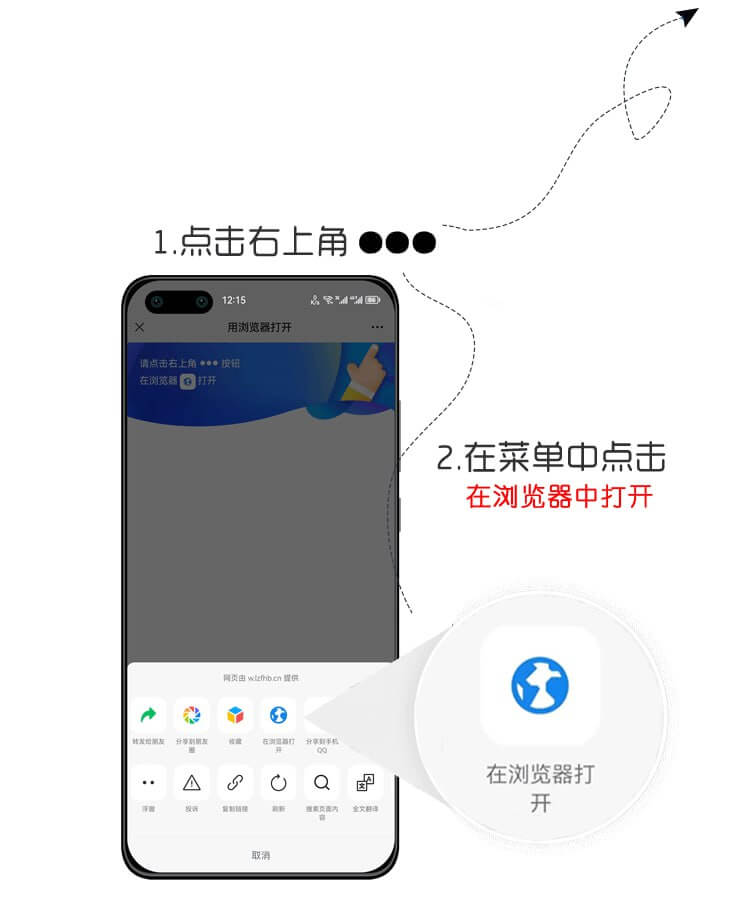 1.点击右上角 ●●●
12:15
用浏览器打开
请点击右上角 ●●● 按钮
在浏览器 打开
2.在菜单中点击
在浏览器中打开
网页由 w.lzfhb.cn 提供
转发给朋友
分享到朋友
圈
收藏
在浏览器打
开
分享到手机
QQ
浮窗
投诉
复制链接
刷新
搜索页面内
容
全文翻译
取消
在浏览器打
开